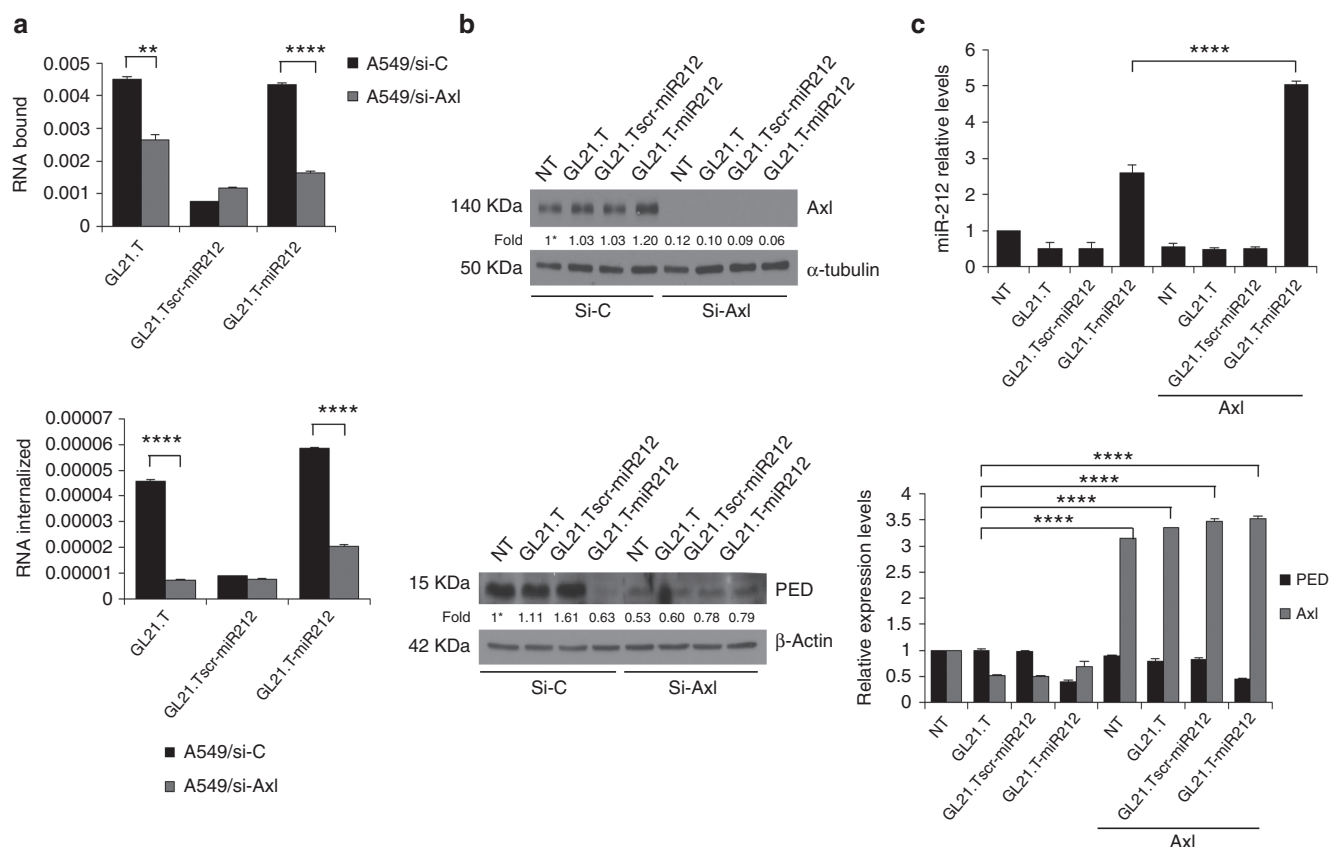 a
**
****
A549/si-C
A549/si-Axl
RNA bound
0.005
0.004
0.003
0.002
0.001
0
GL21.T
GL21.Tscr-miR212
GL21.T-miR212
****
****
RNA internalized
0.00007
0.00006
0.00005
0.00004
0.00003
0.00002
0.00001
0
GL21.T
GL21.Tscr-miR212
GL21.T-miR212
A549/si-C
A549/si-Axl
b
NT
GL21.T
GL21.Tscr-miR212
GL21.T-miR212
NT
GL21.T
GL21.Tscr-miR212
GL21.T-miR212
140 KDa
Axl
Fold 1* 1.03 1.03 1.20 0.12 0.10 0.09 0.06
50 KDa
α-tubulin
Si-C
Si-Axl
NT
GL21.T
GL21.Tscr-miR212
GL21.T-miR212
NT
GL21.T
GL21.Tscr-miR212
GL21.T-miR212
15 KDa
PED
Fold 1* 1.11 1.61 0.63 0.53 0.60 0.78 0.79
42 KDa
β-Actin
Si-C
Si-Axl
c
****
miR-212 relative levels
6
5
4
3
2
1
0
NT
GL21.T
GL21.Tscr-miR212
GL21.T-miR212
NT
GL21.T
GL21.Tscr-miR212
GL21.T-miR212
Axl
****
****
****
****
Relative expression levels
4
3.5
3
2.5
2
1.5
1
0.5
0
PED
Axl
NT
GL21.T
GL21.Tscr-miR212
GL21.T-miR212
NT
GL21.T
GL21.Tscr-miR212
GL21.T-miR212
Axl